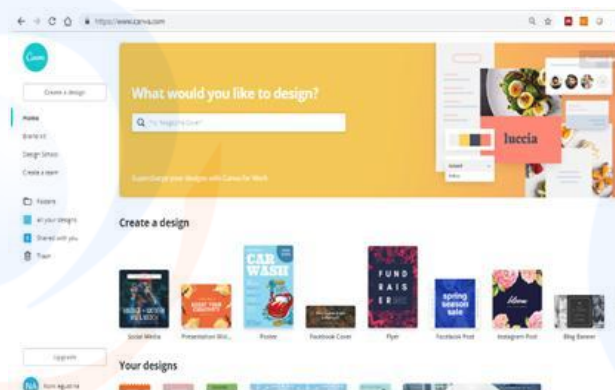 https://www.canva.com
Canva
Create a design
Home
Brand Kit
Design School
Create a team
Folders
All your designs
Shared with you
Trash
Upgrade
NA
What would you like to design?
Supercharge your designs with Canva for Work
luccia
Create a design
CAR
WASH
FUND
RAIS
ER
spring
season
sale
bloom
Social Media
Poster
Facebook Cover
Flyer
Facebook Post
Instagram Post
Blog Banner
Your designs